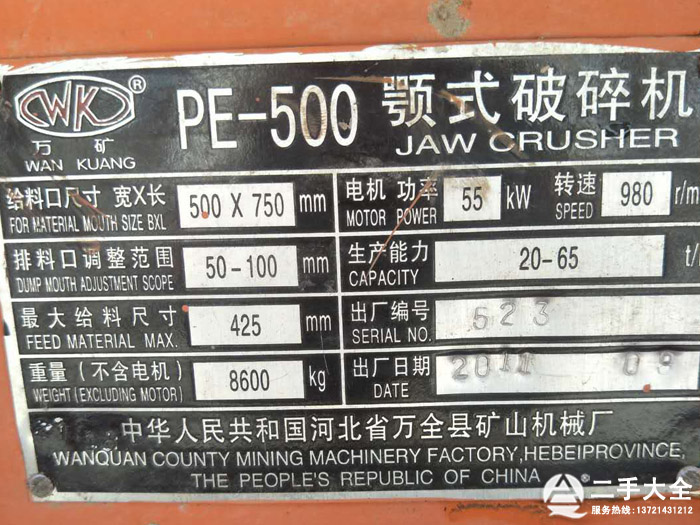 WK ®
万 矿
WAN KUANG
PE-500 颚式破碎机
JAW CRUSHER
给料口尺寸 宽X长 500 X 750 mm
FOR MATERIAL MOUTH SIZE BXL
电机 功率 55 kW 转速 980 r/m
MOTOR POWER SPEED
排料口调整范围 50-100 mm
DUMP MOUTH ADJUSTMENT SCOPE
生产能力 20-65 t/
CAPACITY
最大给料尺寸 425 mm
FEED MATERIAL MAX.
出厂编号 523
SERIAL NO.
重量（不含电机） 8600 kg
WEIGHT (EXCLUDING MOTOR)
出厂日期 2011 09
DATE
中华人民共和国河北省万全县矿山机械厂
WANQUAN COUNTY MINING MACHINERY FACTORY,HEBEIPROVINCE,
THE PEOPLE'S REPUBLIC OF CHINA
二手大全
服务热线: 13721431212